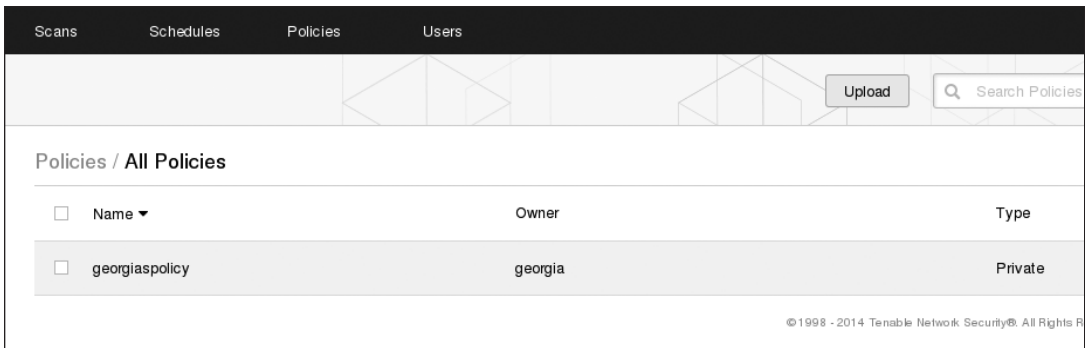 Scans Schedules Policies Users
Upload Search Policies
Policies / All Policies
Name Owner Type
georgiaspolicy georgia Private
©1998 - 2014 Tenable Network Security®. All Rights R